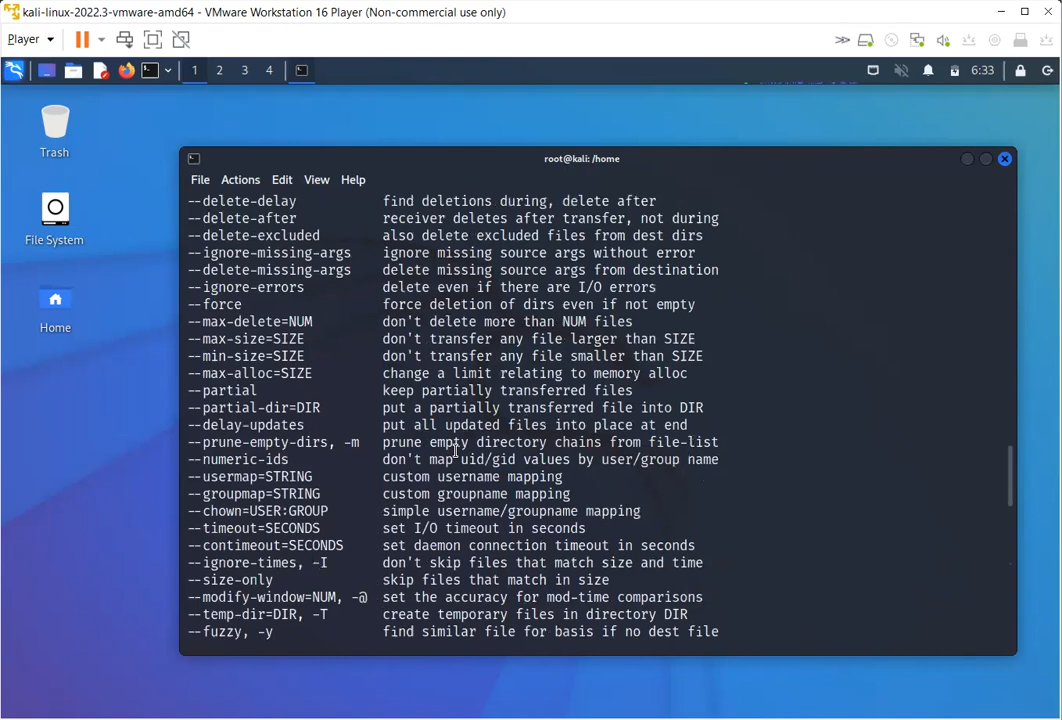 kali-linux-2022.3-vmware-amd64 - VMware Workstation 16 Player (Non-commercial use only)
Player
1 2 3 4
6:33
Trash
File System
Home
root@kali: /home
File Actions Edit View Help
--delete-delay find deletions during, delete after
--delete-after receiver deletes after transfer, not during
--delete-excluded also delete excluded files from dest dirs
--ignore-missing-args ignore missing source args without error
--delete-missing-args delete missing source args from destination
--ignore-errors delete even if there are I/O errors
--force force deletion of dirs even if not empty
--max-delete=NUM don't delete more than NUM files
--max-size=SIZE don't transfer any file larger than SIZE
--min-size=SIZE don't transfer any file smaller than SIZE
--max-alloc=SIZE change a limit relating to memory alloc
--partial keep partially transferred files
--partial-dir=DIR put a partially transferred file into DIR
--delay-updates put all updated files into place at end
--prune-empty-dirs, -m prune empty directory chains from file-list
--numeric-ids don't map uid/gid values by user/group name
--usermap=STRING custom username mapping
--groupmap=STRING custom groupname mapping
--chown=USER:GROUP simple username/groupname mapping
--timeout=SECONDS set I/O timeout in seconds
--contimeout=SECONDS set daemon connection timeout in seconds
--ignore-times, -I don't skip files that match size and time
--size-only skip files that match in size
--modify-window=NUM, -@ set the accuracy for mod-time comparisons
--temp-dir=DIR, -T create temporary files in directory DIR
--fuzzy, -y find similar file for basis if no dest file